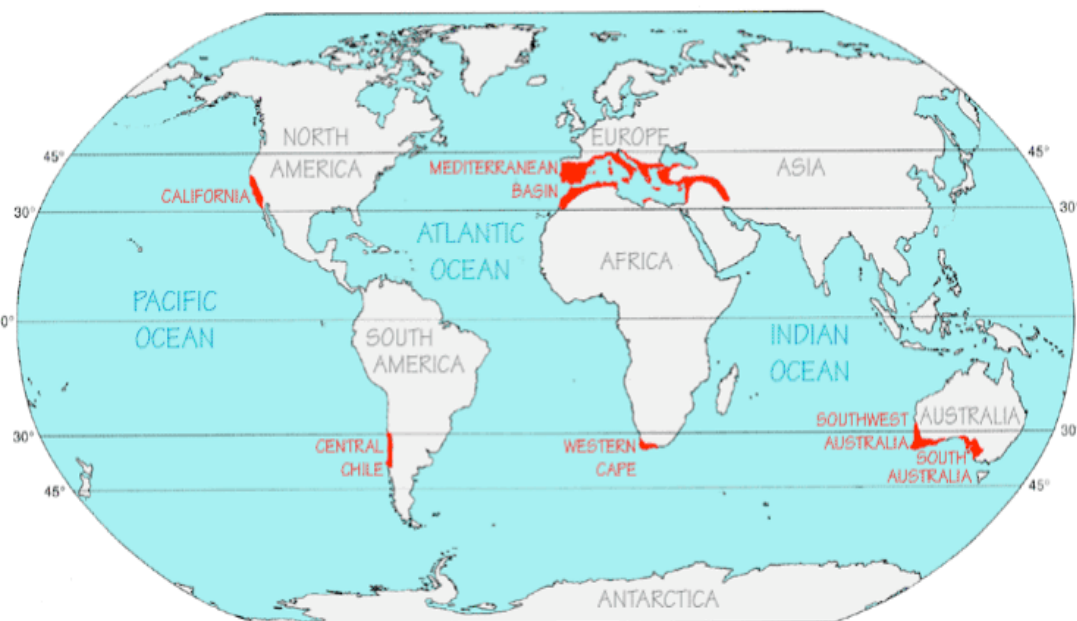 NORTH
AMERICA
EUROPE
ASIA
45°
45°
MEDITERRANEAN
BASIN
CALIFORNIA
30°
30°
ATLANTIC
OCEAN
AFRICA
PACIFIC
OCEAN
0°
SOUTH
AMERICA
INDIAN
OCEAN
SOUTHWEST
AUSTRALIA
AUSTRALIA
30°
30
CENTRAL
CHILE
WESTERN
CAPE
SOUTH
AUSTRALIA
45°
45°
ANTARCTICA